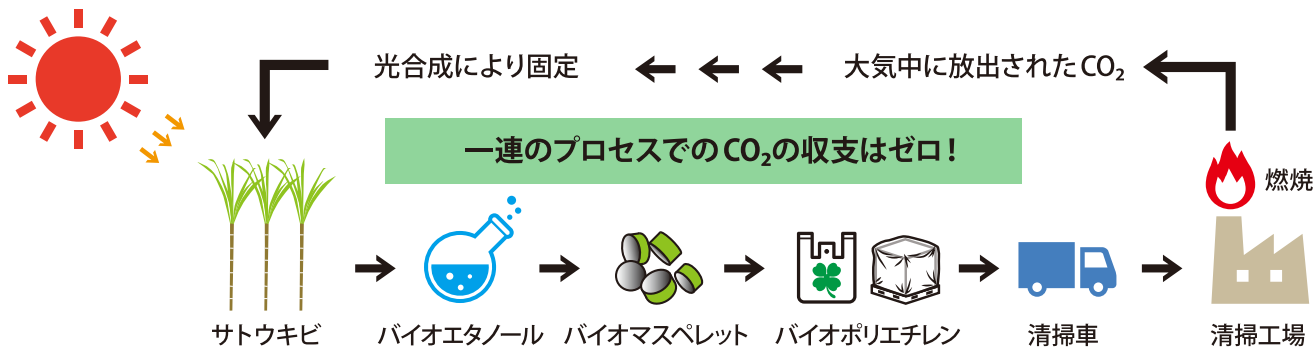 光合成により固定
大気中に放出されたCO₂
一連のプロセスでのCO₂の収支はゼロ！
燃焼
サトウキビ
バイオエタノール
バイオマスペレット
バイオポリエチレン
清掃車
清掃工場